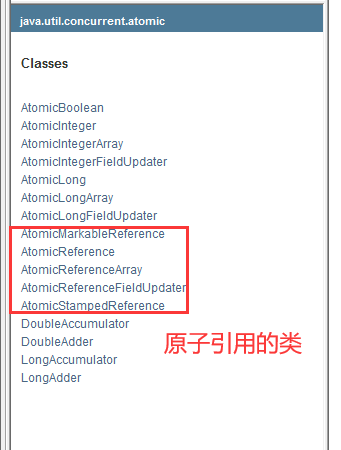 java.util.concurrent.atomic
Classes
AtomicBoolean
AtomicInteger
AtomicIntegerArray
AtomicIntegerFieldUpdater
AtomicLong
AtomicLongArray
AtomicLongFieldUpdater
AtomicMarkableReference
AtomicReference
AtomicReferenceArray
AtomicReferenceFieldUpdater
AtomicStampedReference
DoubleAccumulator
DoubleAdder
原子引用的类
LongAccumulator
LongAdder